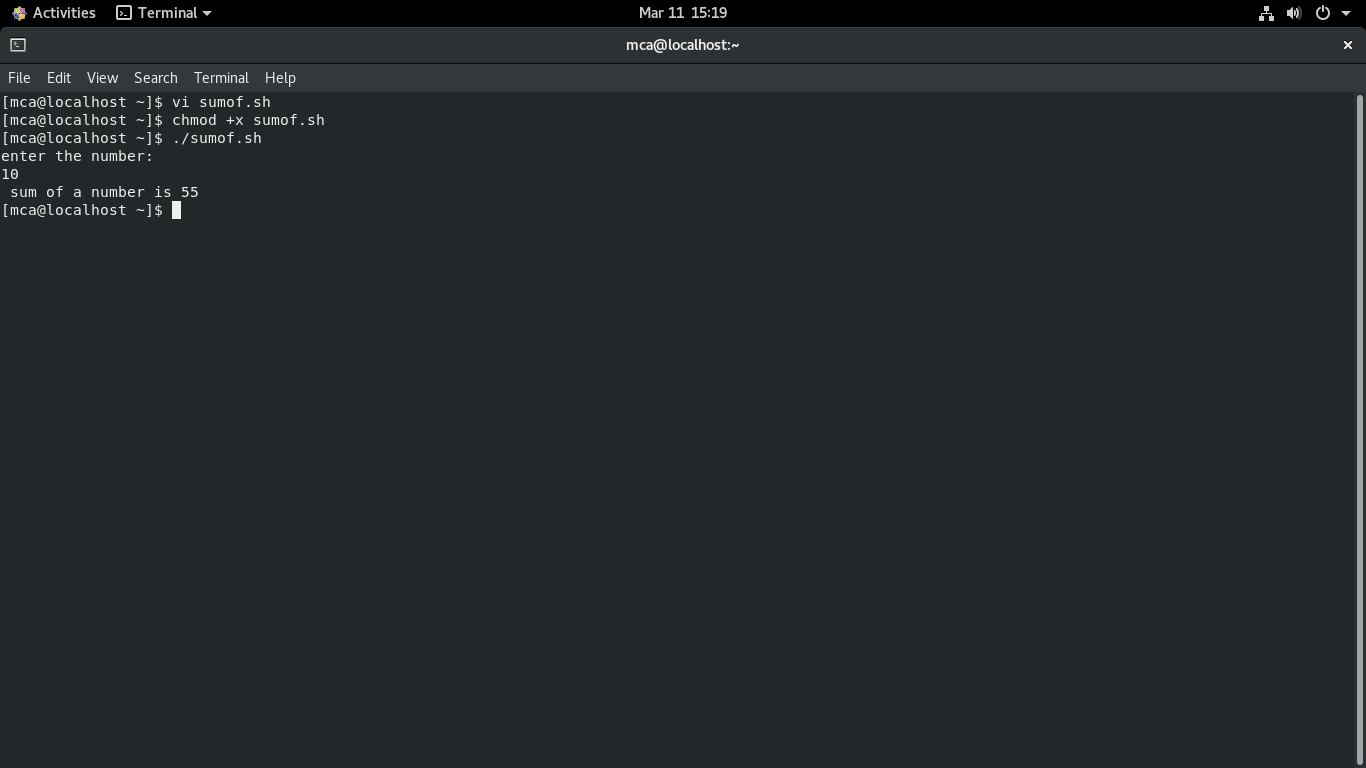 Activities Terminal Mar 11 15:19
mca@localhost:~
File Edit View Search Terminal Help
[mca@localhost ~]$ vi sumof.sh
[mca@localhost ~]$ chmod +x sumof.sh
[mca@localhost ~]$ ./sumof.sh
enter the number:
10
 sum of a number is 55
[mca@localhost ~]$